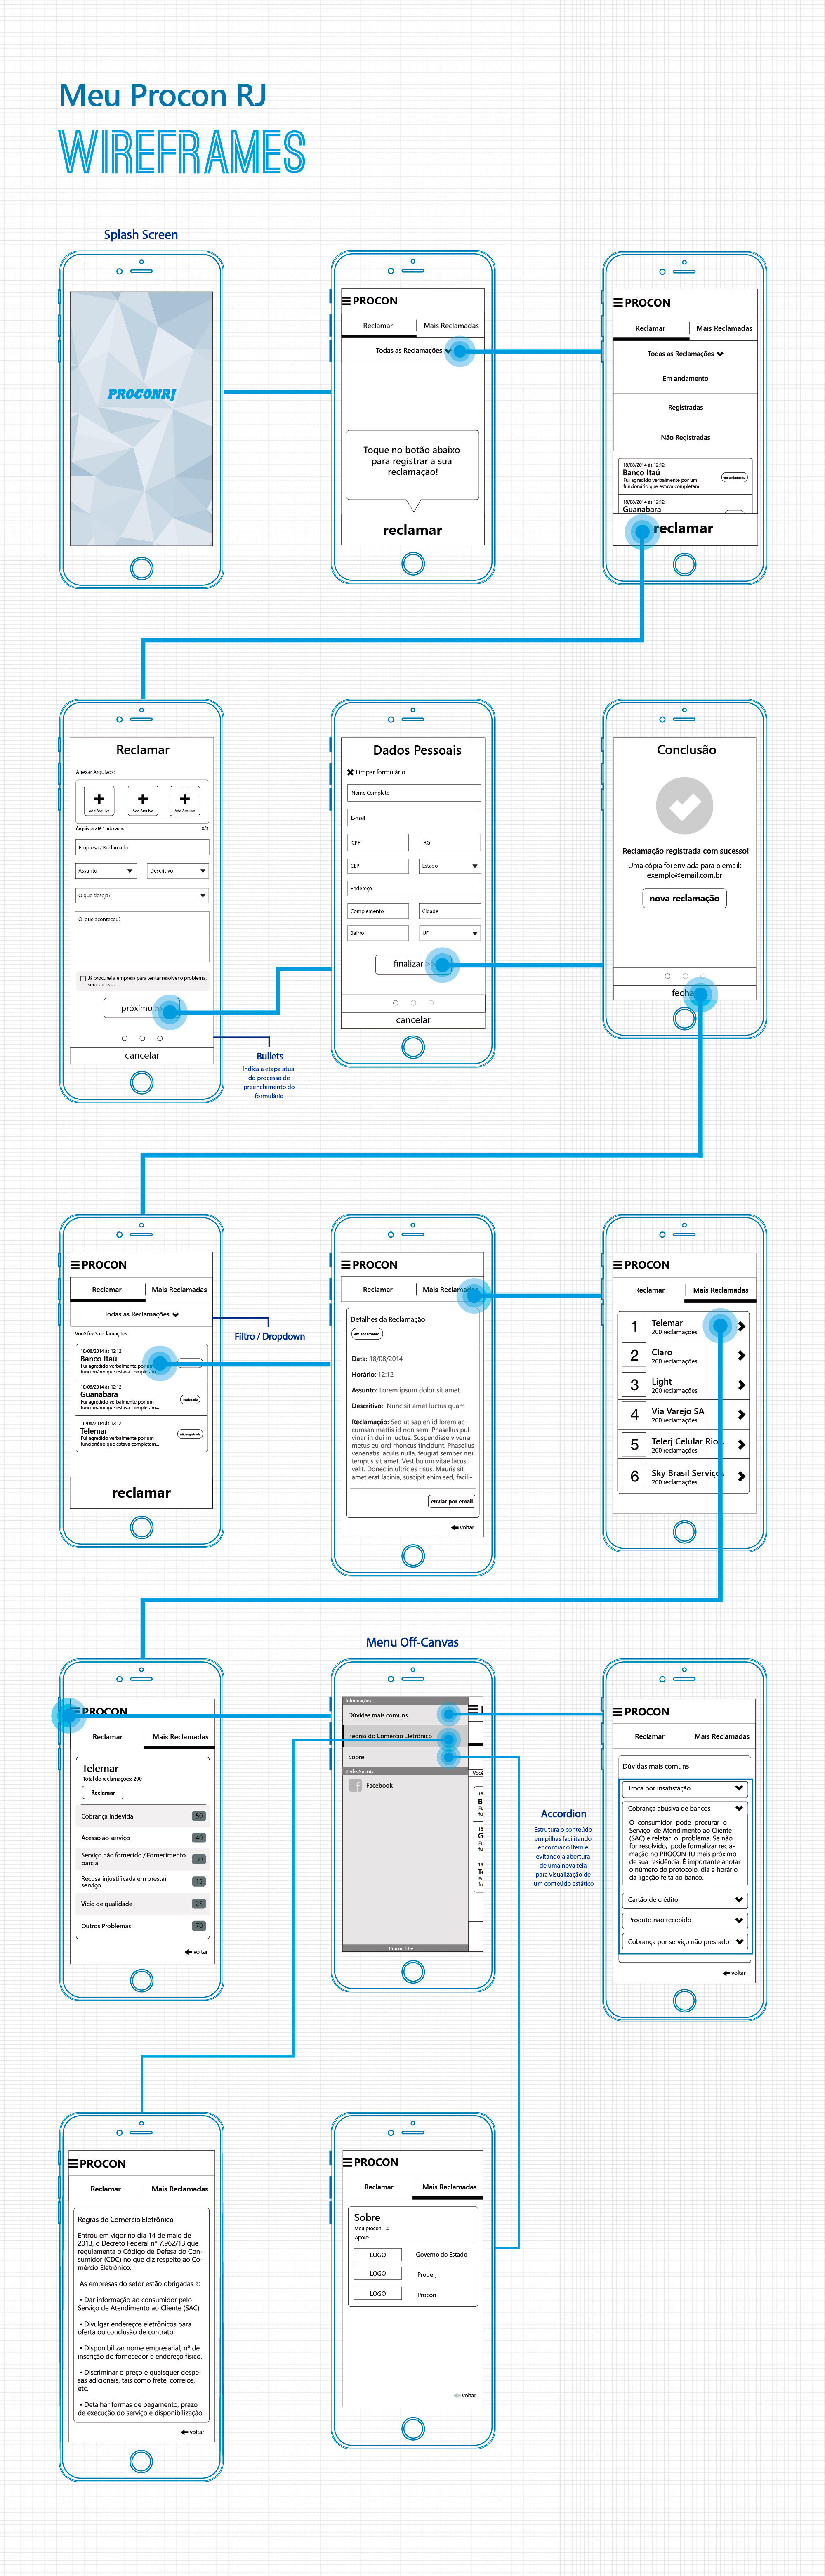 Meu Procon RJ
WIREFRAMES
Splash Screen
PROCONRJ
PROCON
Reclamar
Mais Reclamadas
Todas as Reclamações
Toque no botão abaixo
para registrar a sua
reclamação!
reclamar
PROCON
Reclamar
Mais Reclamadas
Todas as Reclamações
Em andamento
Registradas
Não Registradas
18/08/2014 às 12:12
Banco Itaú
Fui agredido verbalmente por um
funcionário que estava completam...
em andamento
18/08/2014 às 12:12
Guanabara
reclamar
Reclamar
Anexar Arquivos:
Add Arquivo
Add Arquivo
Add Arquivo
Arquivos até 1mb cada.
0/3
Empresa / Reclamado
Assunto
Descritivo
O que deseja?
O que aconteceu?
Já procurei a empresa para tentar resolver o problema,
sem sucesso.
próximo >
cancelar
Bullets
Indica a etapa atual
do processo de
preenchimento do
formulário
Dados Pessoais
Limpar formulário
Nome Completo
E-mail
CPF
RG
CEP
Estado
Endereço
Complemento
Cidade
Bairro
UF
finalizar >
cancelar
Conclusão
Reclamação registrada com sucesso!
Uma cópia foi enviada para o email:
exemplo@email.com.br
nova reclamação
fecha
PROCON
Reclamar
Mais Reclamadas
Todas as Reclamações
Você fez 3 reclamações
18/08/2014 às 12:12
Banco Itaú
Fui agredido verbalmente por um
funcionário que estava completam...
18/08/2014 às 12:12
Guanabara
Fui agredido verbalmente por um
funcionário que estava completam...
registrada
18/08/2014 às 12:12
Telemar
Fui agredido verbalmente por um
funcionário que estava completam...
não registrada
reclamar
Filtro / Dropdown
PROCON
Reclamar
Mais Reclamadas
Detalhes da Reclamação
em andamento
Data: 18/08/2014
Horário: 12:12
Assunto: Lorem ipsum dolor sit amet
Descritivo: Nunc sit amet luctus quam
Reclamação: Sed ut sapien id lorem ac-
cumsan mattis id non sem. Phasellus pul-
vinar in dui in luctus. Suspendisse viverra
metus eu orci rhoncus tincidunt. Phasellus
venenatis iaculis nulla, feugiat semper nisi
tempus sit amet. Vestibulum vitae lacus
velit. Donec in ultricies risus. Mauris sit
amet erat lacinia, suscipit enim sed, facili-
enviar por email
voltar
PROCON
Reclamar
Mais Reclamadas
1
Telemar
200 reclamações
2
Claro
200 reclamações
3
Light
200 reclamações
4
Via Varejo SA
200 reclamações
5
Telerj Celular Rio...
200 reclamações
6
Sky Brasil Serviços
200 reclamações
PROCON
Reclamar
Mais Reclamadas
Telemar
Total de reclamações: 200
Reclamar
Cobrança indevida
50
Acesso ao serviço
40
Serviço não fornecido / Fornecimento
parcial
30
Recusa injustificada em prestar
serviço
15
Vício de qualidade
25
Outros Problemas
70
voltar
Menu Off-Canvas
Informações
Dúvidas mais comuns
Regras do Comércio Eletrônico
Sobre
Redes Sociais
Facebook
Você
Procon 1.0v
Accordion
Estrutura o conteúdo
em pilhas facilitando
encontrar o item e
evitando a abertura
de uma nova tela
para visualização de
um conteúdo estático
PROCON
Reclamar
Mais Reclamadas
Dúvidas mais comuns
Troca por insatisfação
Cobrança abusiva de bancos
O consumidor pode procurar o
Serviço de Atendimento ao Cliente
(SAC) e relatar o problema. Se não
for resolvido, pode formalizar recla-
mação no PROCON-RJ mais próximo
de sua residência. É importante anotar
o número do protocolo, dia e horário
da ligação feita ao banco.
Cartão de crédito
Produto não recebido
Cobrança por serviço não prestado
voltar
PROCON
Reclamar
Mais Reclamadas
Regras do Comércio Eletrônico
Entrou em vigor no dia 14 de maio de
2013, o Decreto Federal nº 7.962/13 que
regulamenta o Código de Defesa do Con-
sumidor (CDC) no que diz respeito ao Co-
mércio Eletrônico.
As empresas do setor estão obrigadas a:
• Dar informação ao consumidor pelo
Serviço de Atendimento ao Cliente (SAC).
• Divulgar endereços eletrônicos para
oferta ou conclusão de contrato.
• Disponibilizar nome empresarial, nº de
inscrição do fornecedor e endereço físico.
• Discriminar o preço e quaisquer despe-
sas adicionais, tais como frete, correios,
etc.
• Detalhar formas de pagamento, prazo
de execução do serviço e disponibilização
voltar
PROCON
Reclamar
Mais Reclamadas
Sobre
Meu procon 1.0
Apoio:
LOGO
Governo do Estado
LOGO
Proderj
LOGO
Procon
voltar